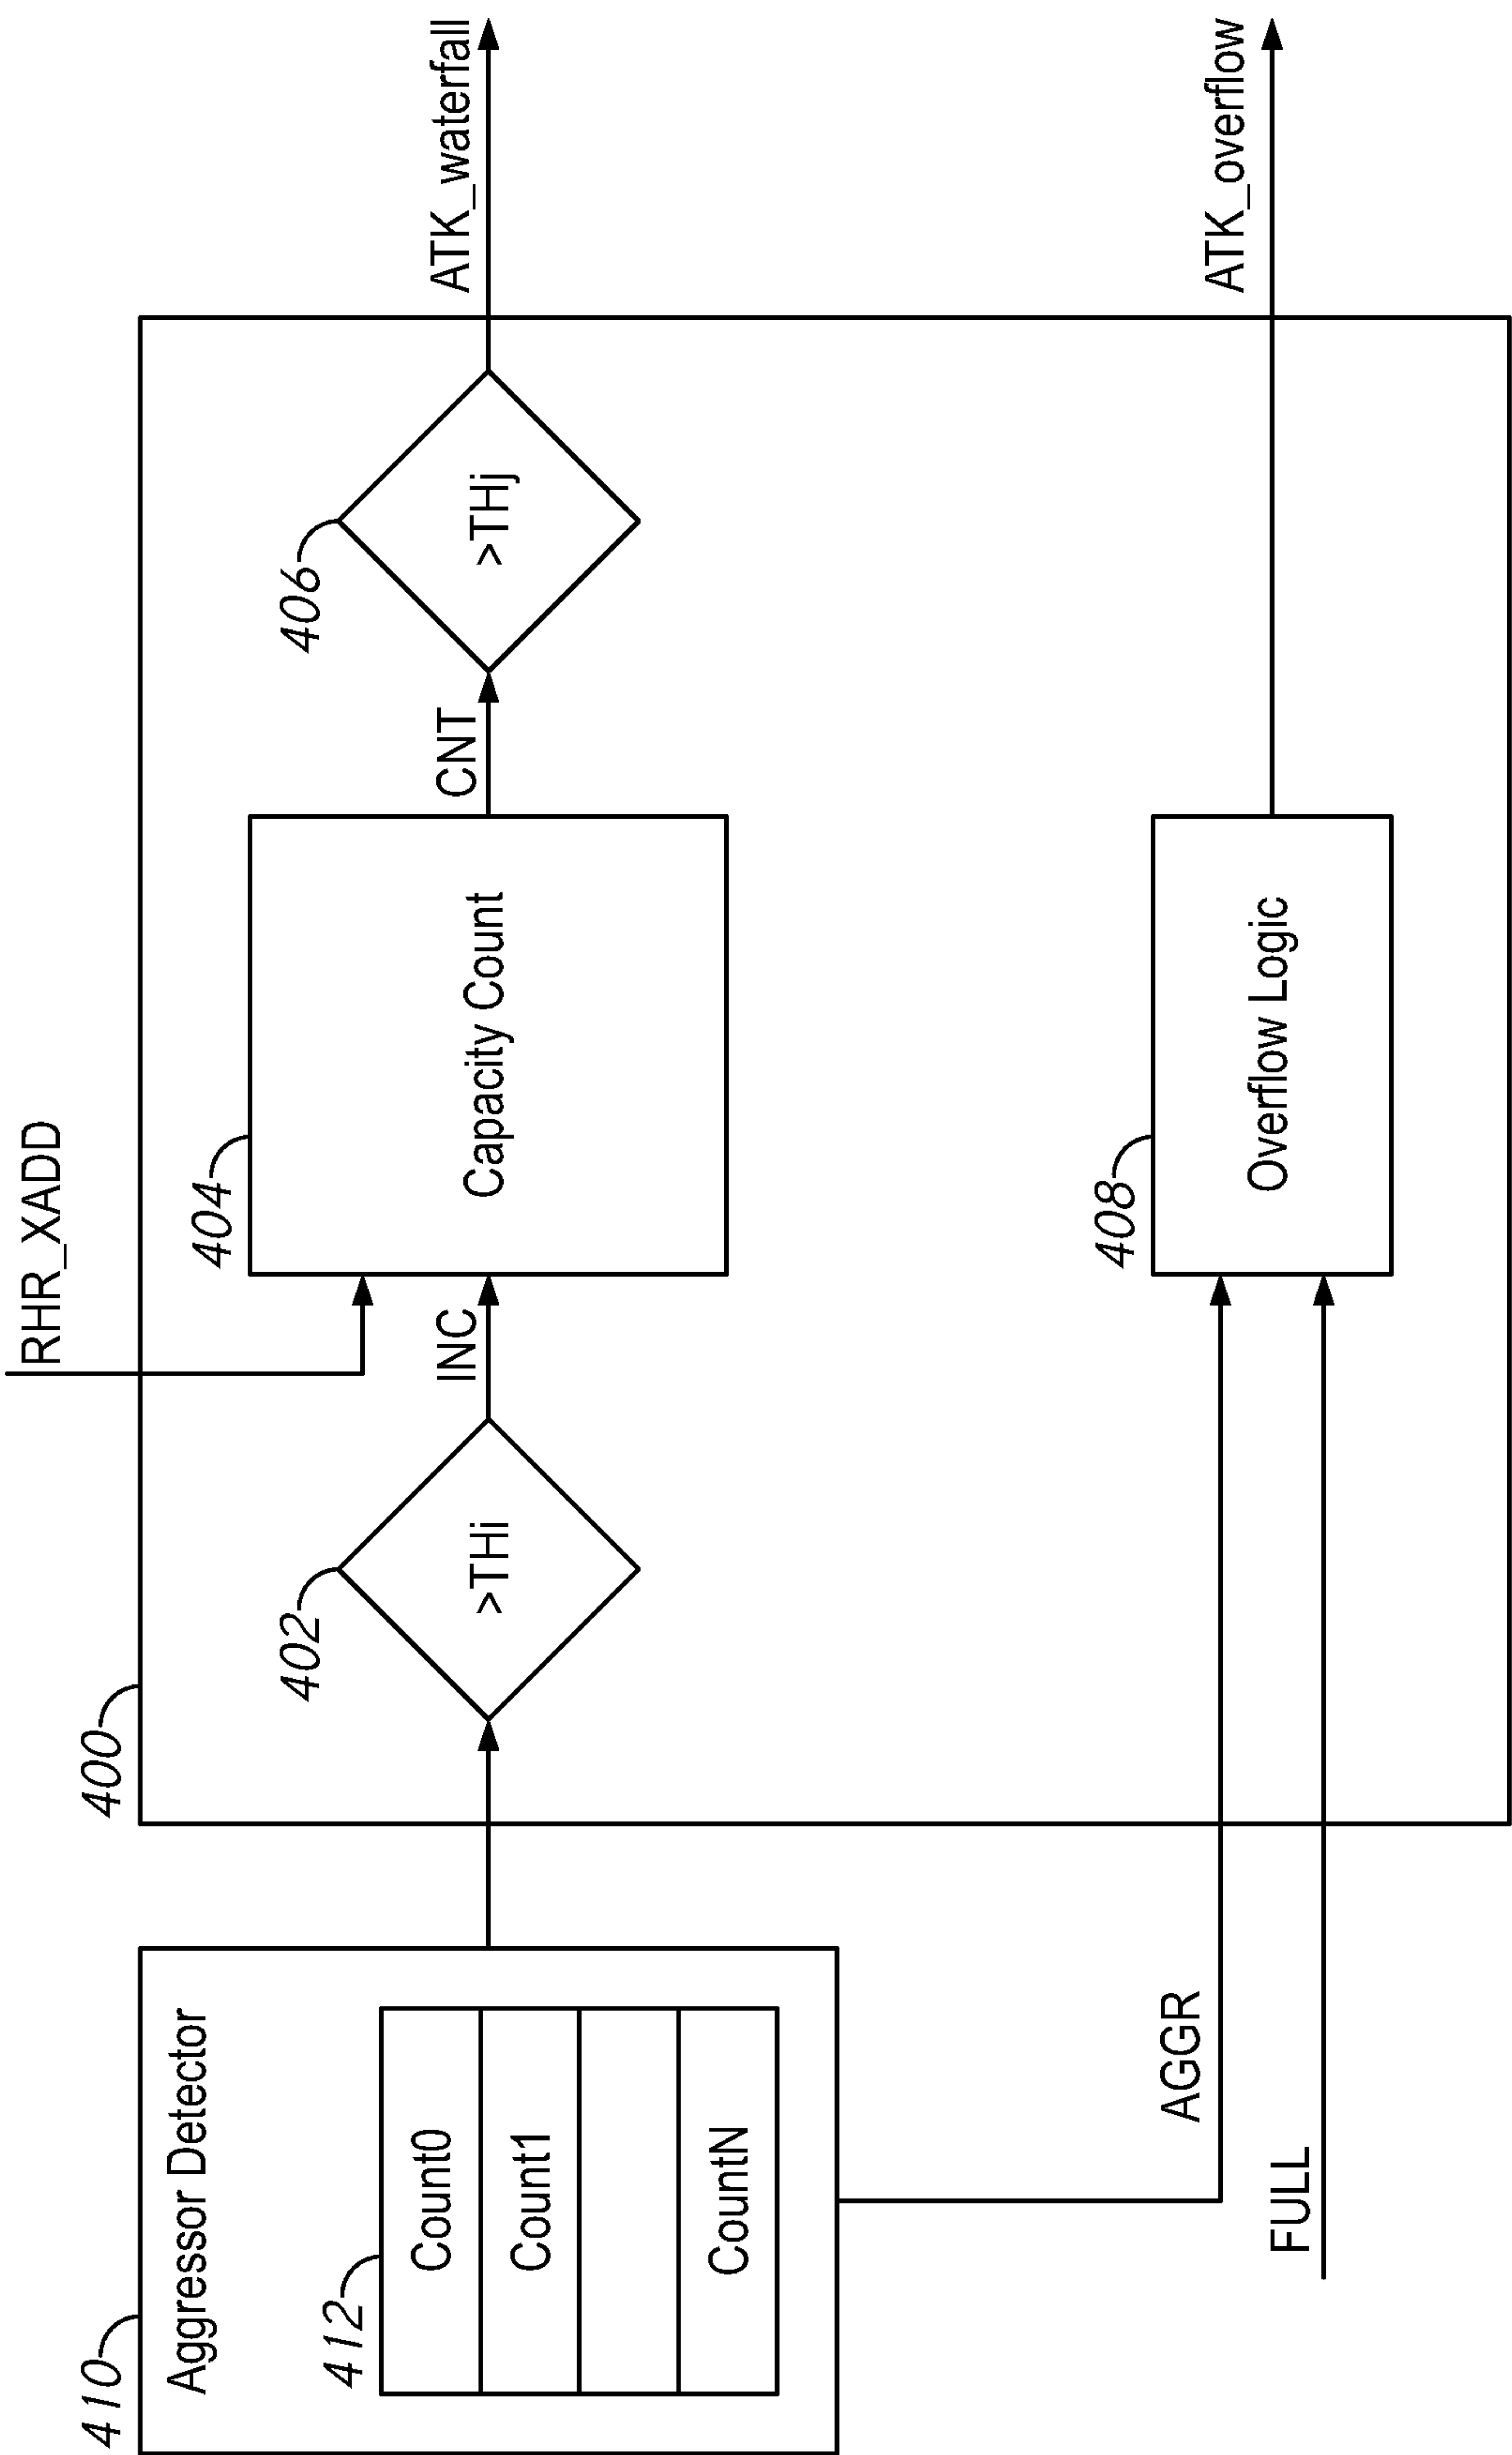 410
Aggressor Detector
412
Count0
Count1
CountN
400
402
>THi
INC
RHR_XADD
404
Capacity Count
CNT
406
>THj
ATK_waterfall
AGGR
FULL
408
Overflow Logic
ATK_overflow